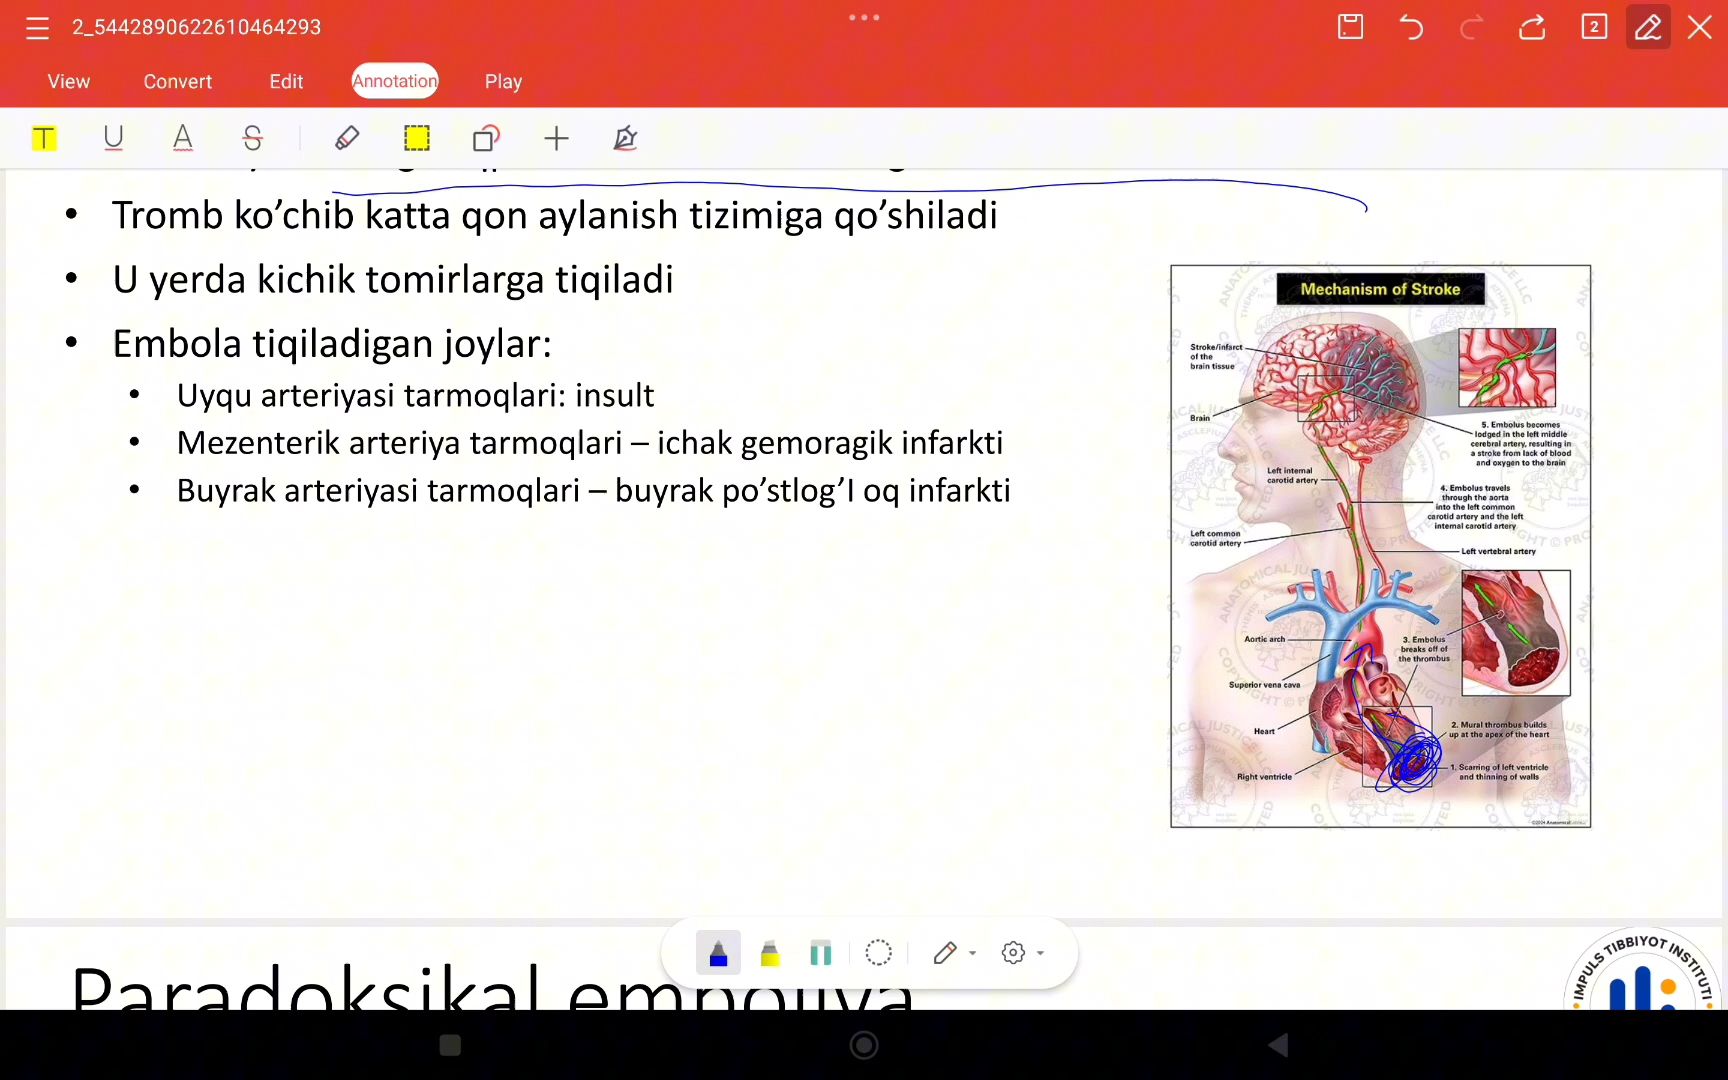 2_5442890622610464293
2
View Convert Edit Annotation Play
T U A S
• Tromb ko’chib katta qon aylanish tizimiga qo’shiladi
• U yerda kichik tomirlarga tiqiladi
• Embola tiqiladigan joylar:
• Uyqu arteriyasi tarmoqlari: insult
• Mezenterik arteriya tarmoqlari – ichak gemoragik infarkti
• Buyrak arteriyasi tarmoqlari – buyrak po’stlog’I oq infarkti
Mechanism of Stroke
Stroke/infarct
of the
brain tissue
Brain
5. Embolus becomes
lodged in the left middle
cerebral artery, resulting in
a stroke from lack of blood
and oxygen to the brain
Left internal
carotid artery
4. Embolus travels
through the aorta
into the left common
carotid artery and the left
internal carotid artery
Left common
carotid artery
Left vertebral artery
Aortic arch
3. Embolus
breaks off of
the thrombus
Superior vena cava
Heart
2. Mural thrombus builds
up at the apex of the heart
Right ventricle
1. Scarring of left ventricle
and thinning of walls
Paradoksikal emboliya
IMPULS TIBBIYOT INSTITUTI